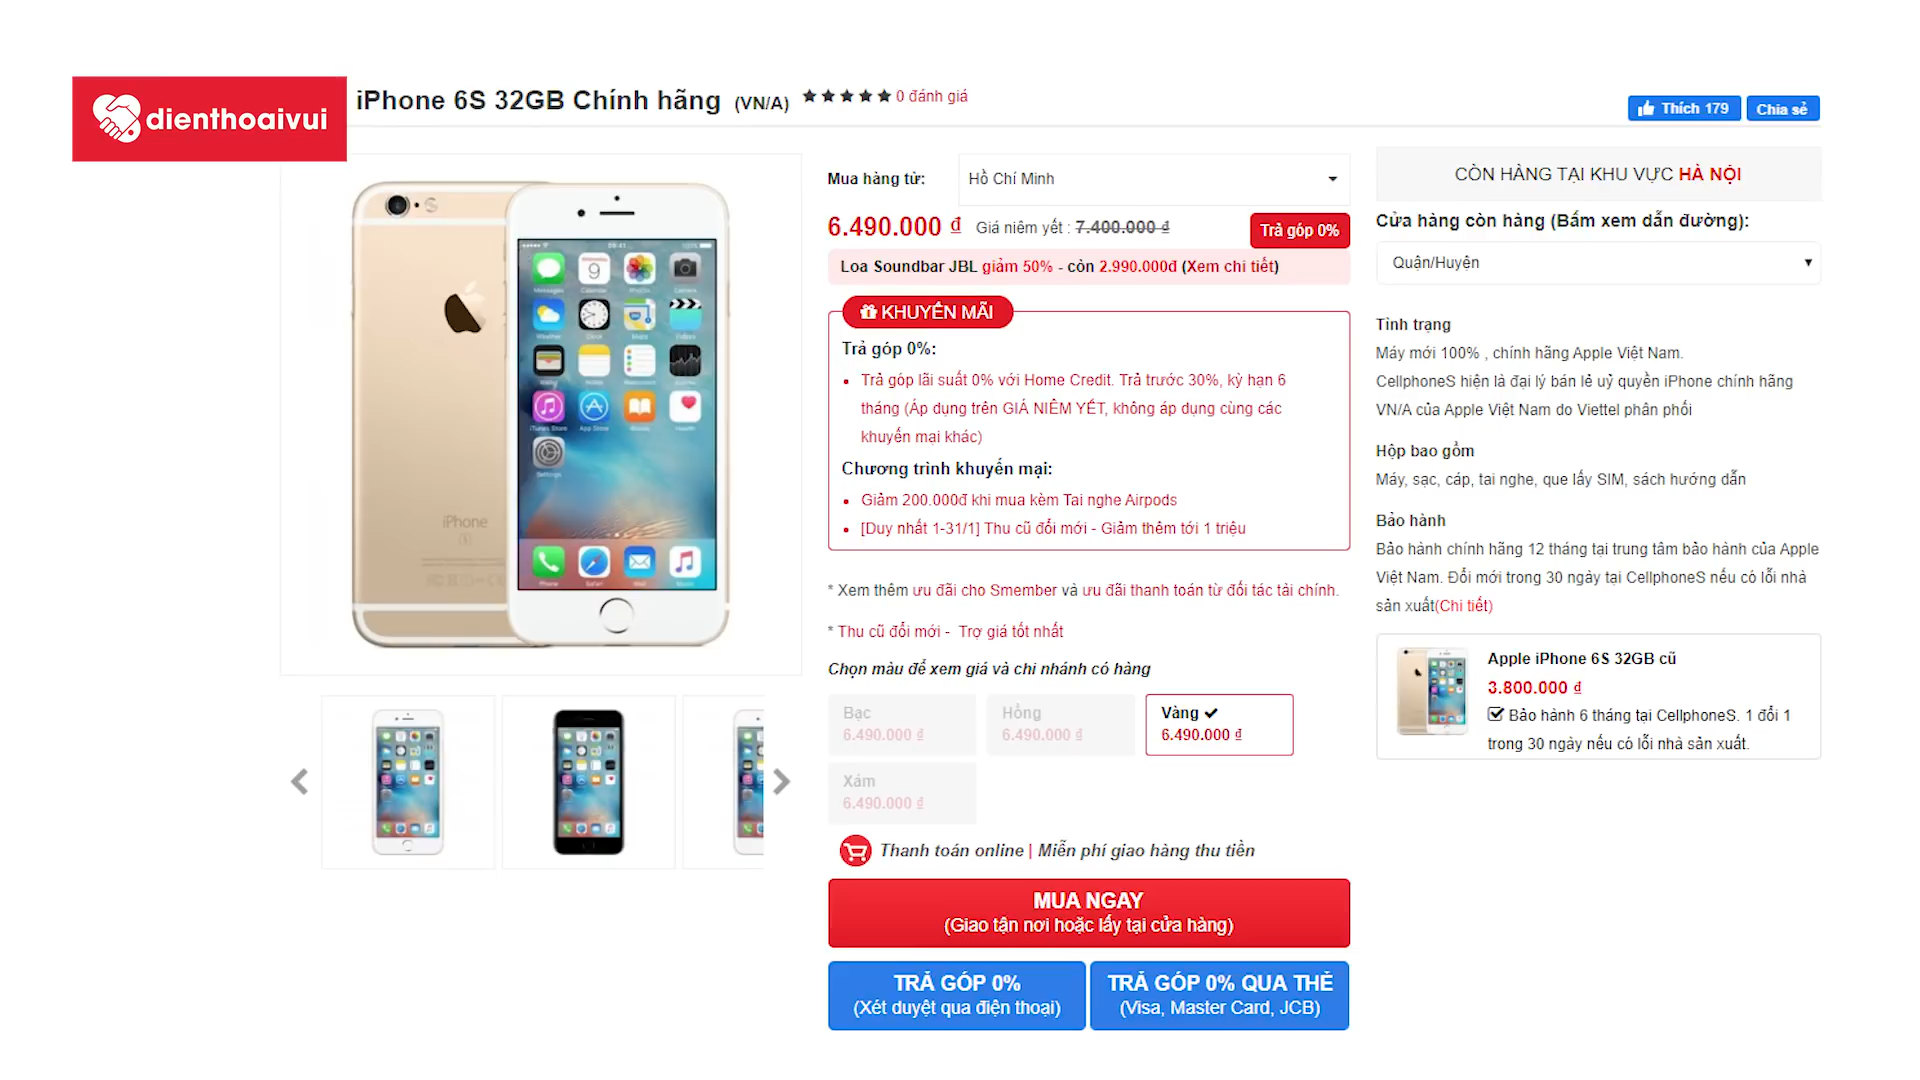 dienthoaivui
iPhone 6S 32GB Chính hãng (VN/A) 0 đánh giá
Thích 179 Chia sẻ
Mua hàng từ: Hồ Chí Minh
6.490.000 đ Giá niêm yết : 7.400.000 đ Trả góp 0%
Loa Soundbar JBL giảm 50% - còn 2.990.000đ (Xem chi tiết)
KHUYẾN MÃI
Trả góp 0%:
Trả góp lãi suất 0% với Home Credit. Trả trước 30%, kỳ hạn 6
tháng (Áp dụng trên GIÁ NIÊM YẾT, không áp dụng cùng các
khuyến mại khác)
Chương trình khuyến mại:
Giảm 200.000đ khi mua kèm Tai nghe Airpods
[Duy nhất 1-31/1] Thu cũ đổi mới - Giảm thêm tới 1 triệu
* Xem thêm ưu đãi cho Smember và ưu đãi thanh toán từ đối tác tài chính.
* Thu cũ đổi mới - Trợ giá tốt nhất
Chọn màu để xem giá và chi nhánh có hàng
Bạc
6.490.000 đ
Hồng
6.490.000 đ
Vàng
6.490.000 đ
Xám
6.490.000 đ
Thanh toán online | Miễn phí giao hàng thu tiền
MUA NGAY
(Giao tận nơi hoặc lấy tại cửa hàng)
TRẢ GÓP 0%
(Xét duyệt qua điện thoại)
TRẢ GÓP 0% QUA THẺ
(Visa, Master Card, JCB)
CÒN HÀNG TẠI KHU VỰC HÀ NỘI
Cửa hàng còn hàng (Bấm xem dẫn đường):
Quận/Huyện
Tình trạng
Máy mới 100% , chính hãng Apple Việt Nam.
CellphoneS hiện là đại lý bán lẻ uỷ quyền iPhone chính hãng
VN/A của Apple Việt Nam do Viettel phân phối
Hộp bao gồm
Máy, sạc, cáp, tai nghe, que lấy SIM, sách hướng dẫn
Bảo hành
Bảo hành chính hãng 12 tháng tại trung tâm bảo hành của Apple
Việt Nam. Đổi mới trong 30 ngày tại CellphoneS nếu có lỗi nhà
sản xuất(Chi tiết)
Apple iPhone 6S 32GB cũ
3.800.000 đ
Bảo hành 6 tháng tại CellphoneS. 1 đổi 1
trong 30 ngày nếu có lỗi nhà sản xuất.
iPhone
S
09:41
9
Settings